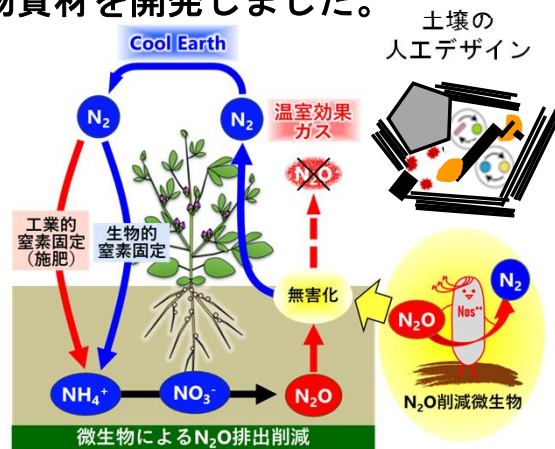 物資材を開発しました。
土壌の
人工デザイン
Cool Earth
N₂
N₂
温室効果
ガス
N₂O
工業的
窒素固定
（施肥）
生物的
窒素固定
無害化
N₂O
N₂
Nos⁺⁺
N₂O削減微生物
NH₄⁺
NO₃⁻
N₂O
微生物によるN₂O排出削減